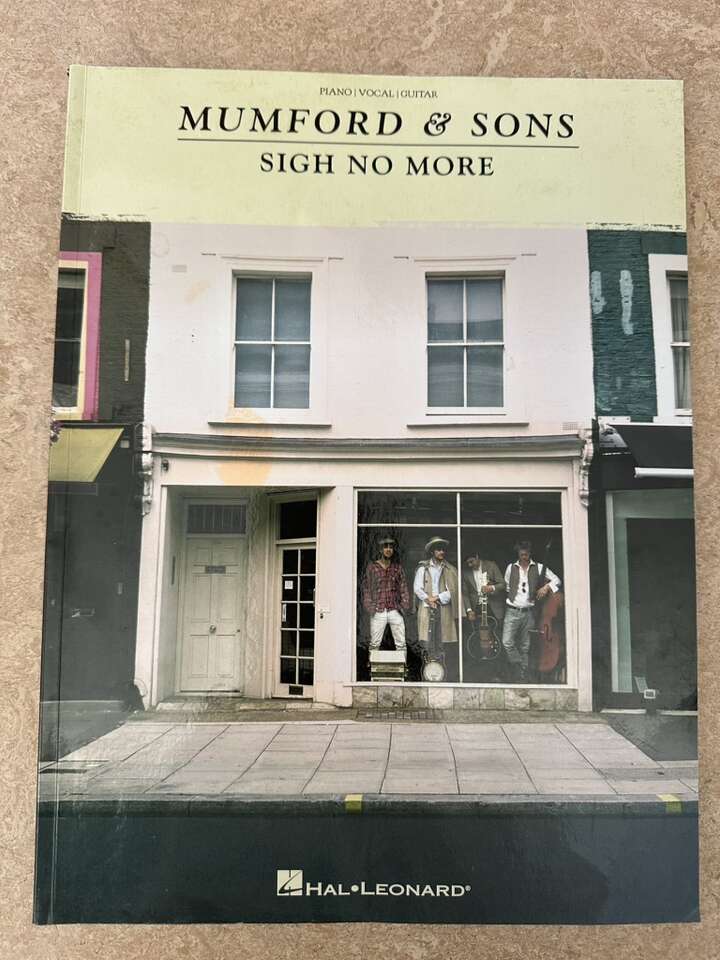 PIANO | VOCAL | GUITAR
MUMFORD & SONS
SIGH NO MORE
HAL•LEONARD®